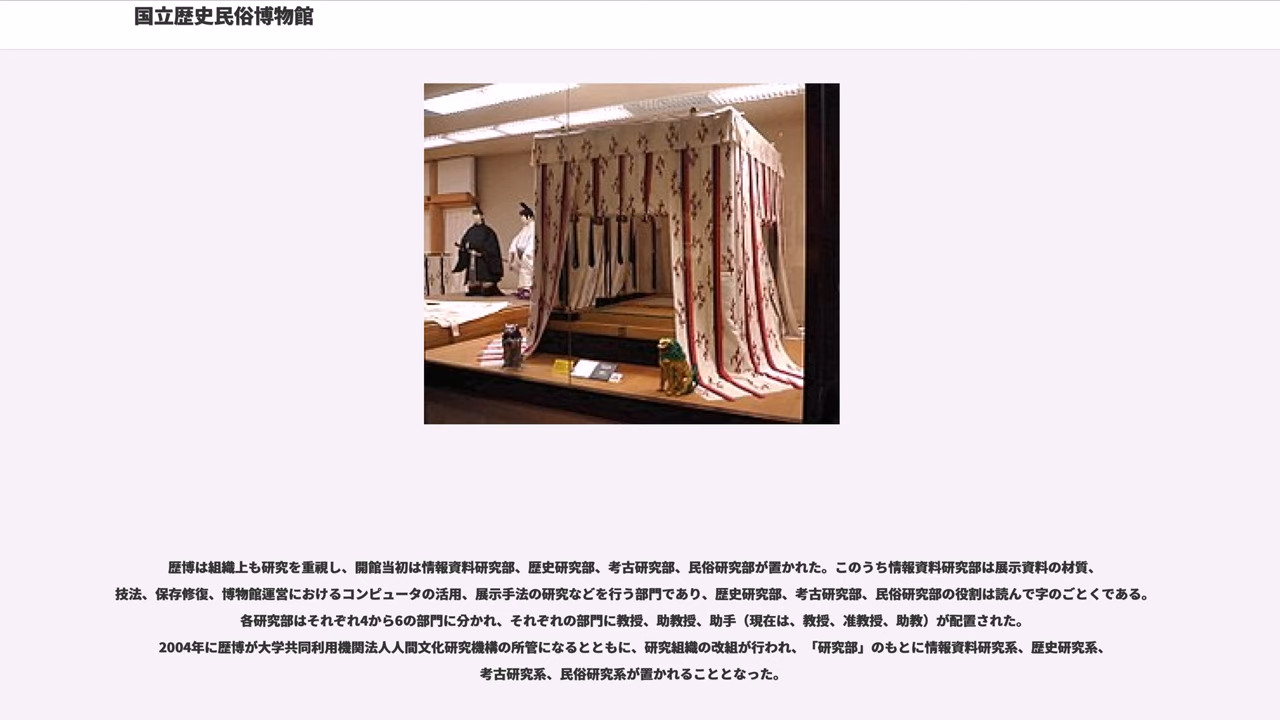 国立歴史民俗博物館
歴博は組織上も研究を重視し、開館当初は情報資料研究部、歴史研究部、考古研究部、民俗研究部が置かれた。このうち情報資料研究部は展示資料の材質、
技法、保存修復、博物館運営におけるコンピュータの活用、展示手法の研究などを行う部門であり、歴史研究部、考古研究部、民俗研究部の役割は読んで字のごとくである。
各研究部はそれぞれ4から6の部門に分かれ、それぞれの部門に教授、助教授、助手（現在は、教授、准教授、助教）が配置された。
2004年に歴博が大学共同利用機関法人人間文化研究機構の所管になるとともに、研究組織の改組が行われ、「研究部」のもとに情報資料研究系、歴史研究系、
考古研究系、民俗研究系が置かれることとなった。